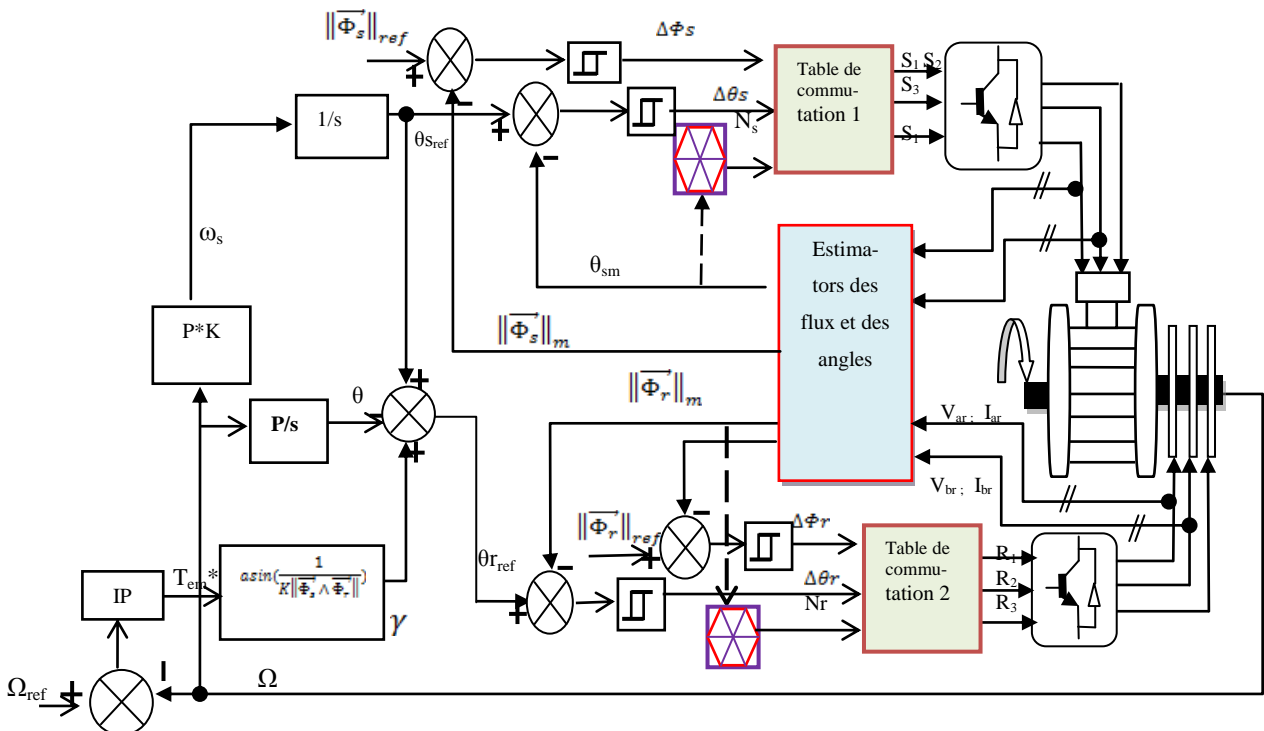 ‖Φs‖ref
ΔΦs
+
-
Table de
commu-
tation 1
S1 S2
S3
S1
1/s
θsref
+
-
Δθs
Ns
ωs
θsm
Estima-
tors des
flux et des
angles
P*K
‖Φs‖m
‖Φr‖m
θ
+
-
+
P/s
Var ; Iar
Vbr ; Ibr
‖Φr‖ref
-
+
ΔΦr
θrref
-
+
Δθr
Nr
Table de
commu-
tation 2
R1
R2
R3
IP
Tem*
asin(1/K‖Φs ∧ Φr‖)
γ
Ωref
+
-
Ω